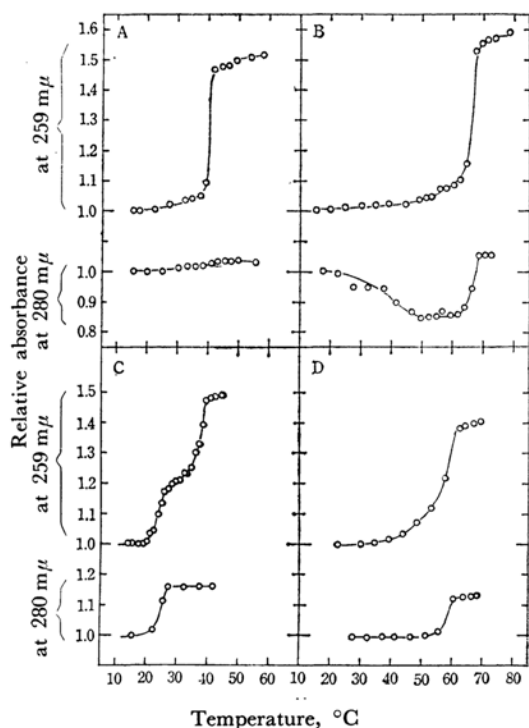 A
B
1.6
1.5
1.4
1.3
1.2
1.1
1.0
1.0
0.9
0.8
C
D
1.5
1.4
1.3
1.2
1.1
1.0
1.2
1.1
1.0
10 20 30 40 50 60
10 20 30 40 50 60 70 80
Temperature, °C
Relative absorbance
at 280 mμ
at 259 mμ
at 280 mμ
at 259 mμ